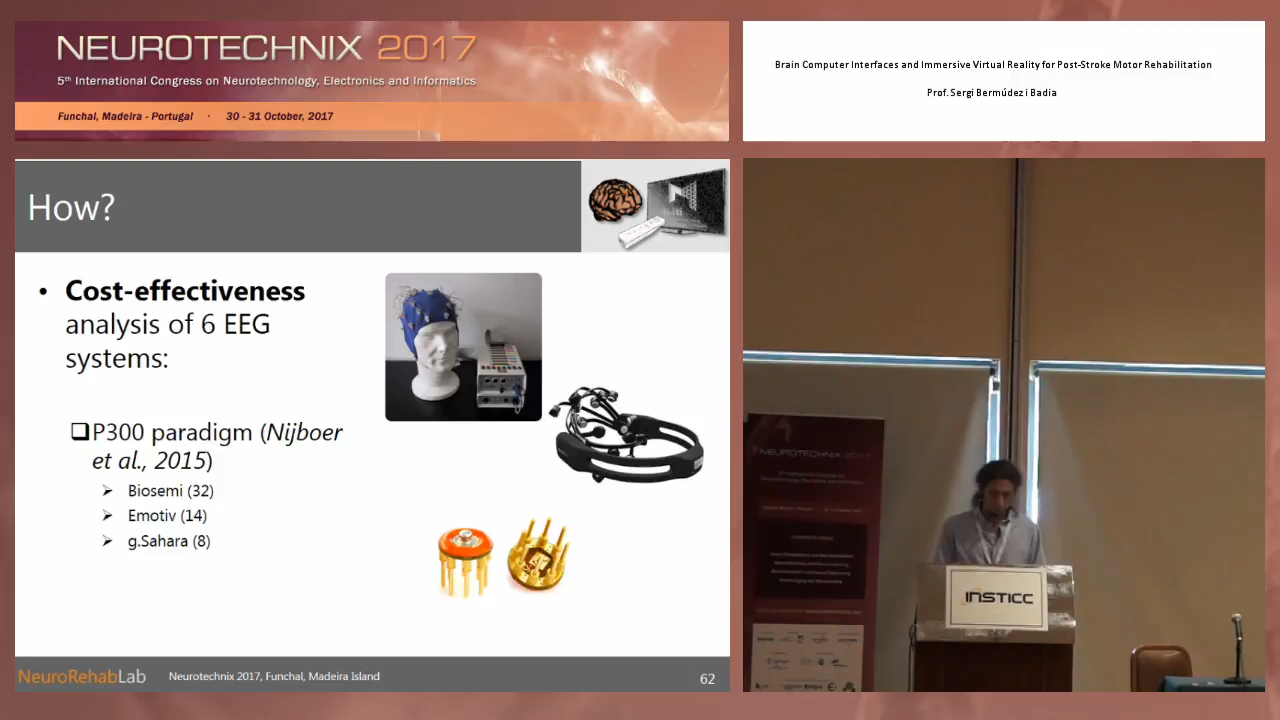 NEUROTECHNIX 2017
5th International Congress on Neurotechnology, Electronics and Informatics
Funchal, Madeira - Portugal · 30 - 31 October, 2017
Brain Computer Interfaces and Immersive Virtual Reality for Post-Stroke Motor Rehabilitation
Prof. Sergi Bermúdez i Badia
How?
• Cost-effectiveness
analysis of 6 EEG
systems:
❑P300 paradigm (Nijboer
et al., 2015)
➢ Biosemi (32)
➢ Emotiv (14)
➢ g.Sahara (8)
NeuroRehabLab
Neurotechnix 2017, Funchal, Madeira Island
62
NEUROTECHNIX 2017
INSTICC